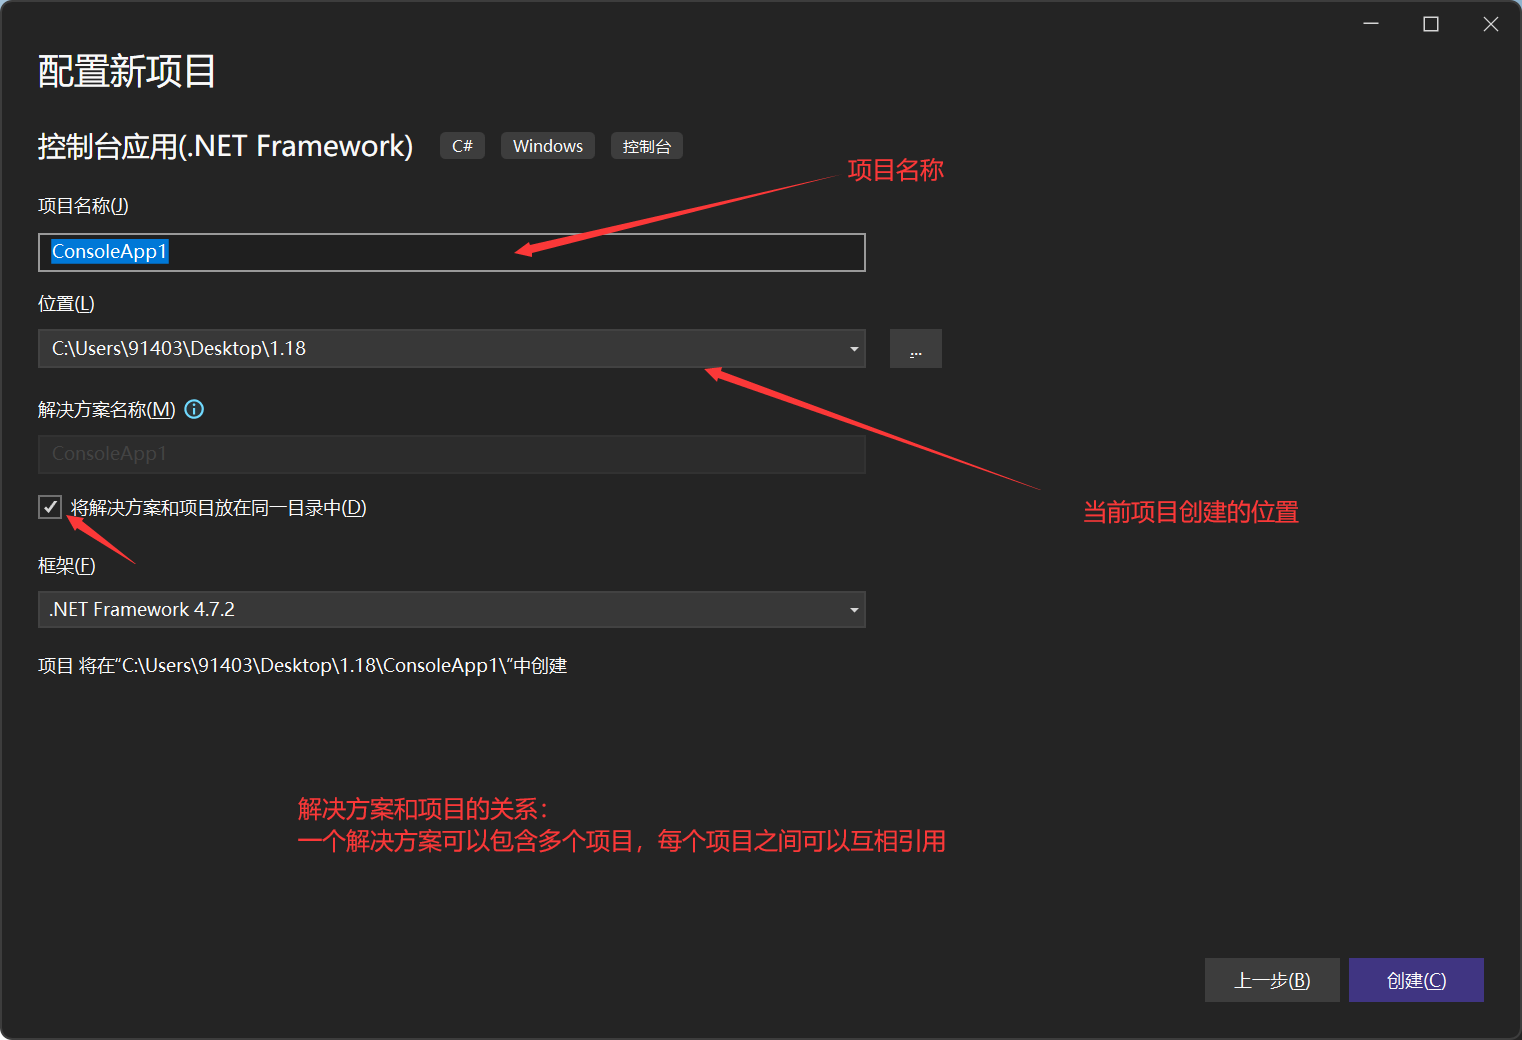 配置新项目
控制台应用(.NET Framework) C# Windows 控制台
项目名称
项目名称(J)
ConsoleApp1
位置(L)
C:\Users\91403\Desktop\1.18
...
解决方案名称(M)
ConsoleApp1
将解决方案和项目放在同一目录中(D)
当前项目创建的位置
框架(F)
.NET Framework 4.7.2
项目 将在“C:\Users\91403\Desktop\1.18\ConsoleApp1\”中创建
解决方案和项目的关系：
一个解决方案可以包含多个项目，每个项目之间可以互相引用
上一步(B) 创建(C)